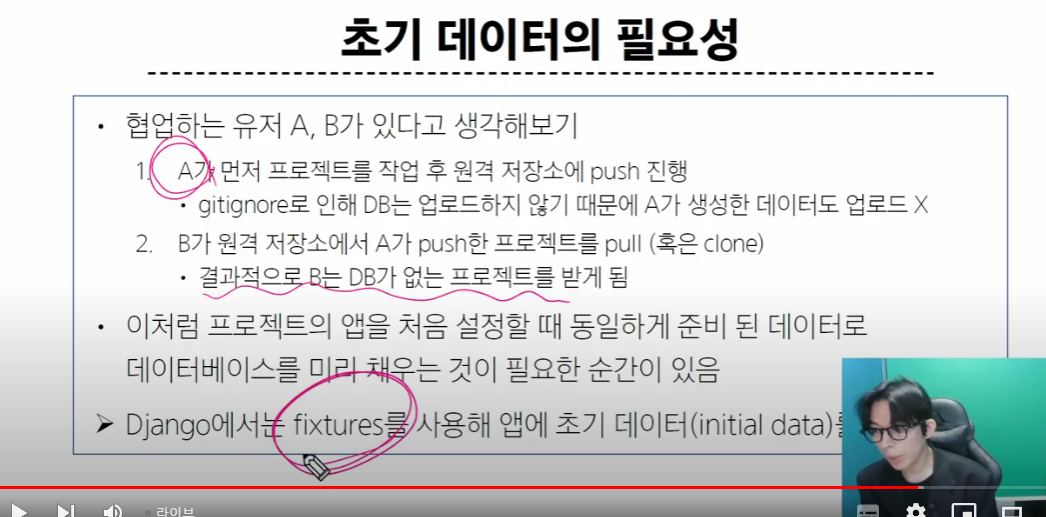 초기 데이터의 필요성
• 협업하는 유저 A, B가 있다고 생각해보기
1. A가 먼저 프로젝트를 작업 후 원격 저장소에 push 진행
• gitignore로 인해 DB는 업로드하지 않기 때문에 A가 생성한 데이터도 업로드 X
2. B가 원격 저장소에서 A가 push한 프로젝트를 pull (혹은 clone)
• 결과적으로 B는 DB가 없는 프로젝트를 받게 됨
• 이처럼 프로젝트의 앱을 처음 설정할 때 동일하게 준비 된 데이터로
데이터베이스를 미리 채우는 것이 필요한 순간이 있음
➤ Django에서는 fixtures를 사용해 앱에 초기 데이터(initial data)를
라이브